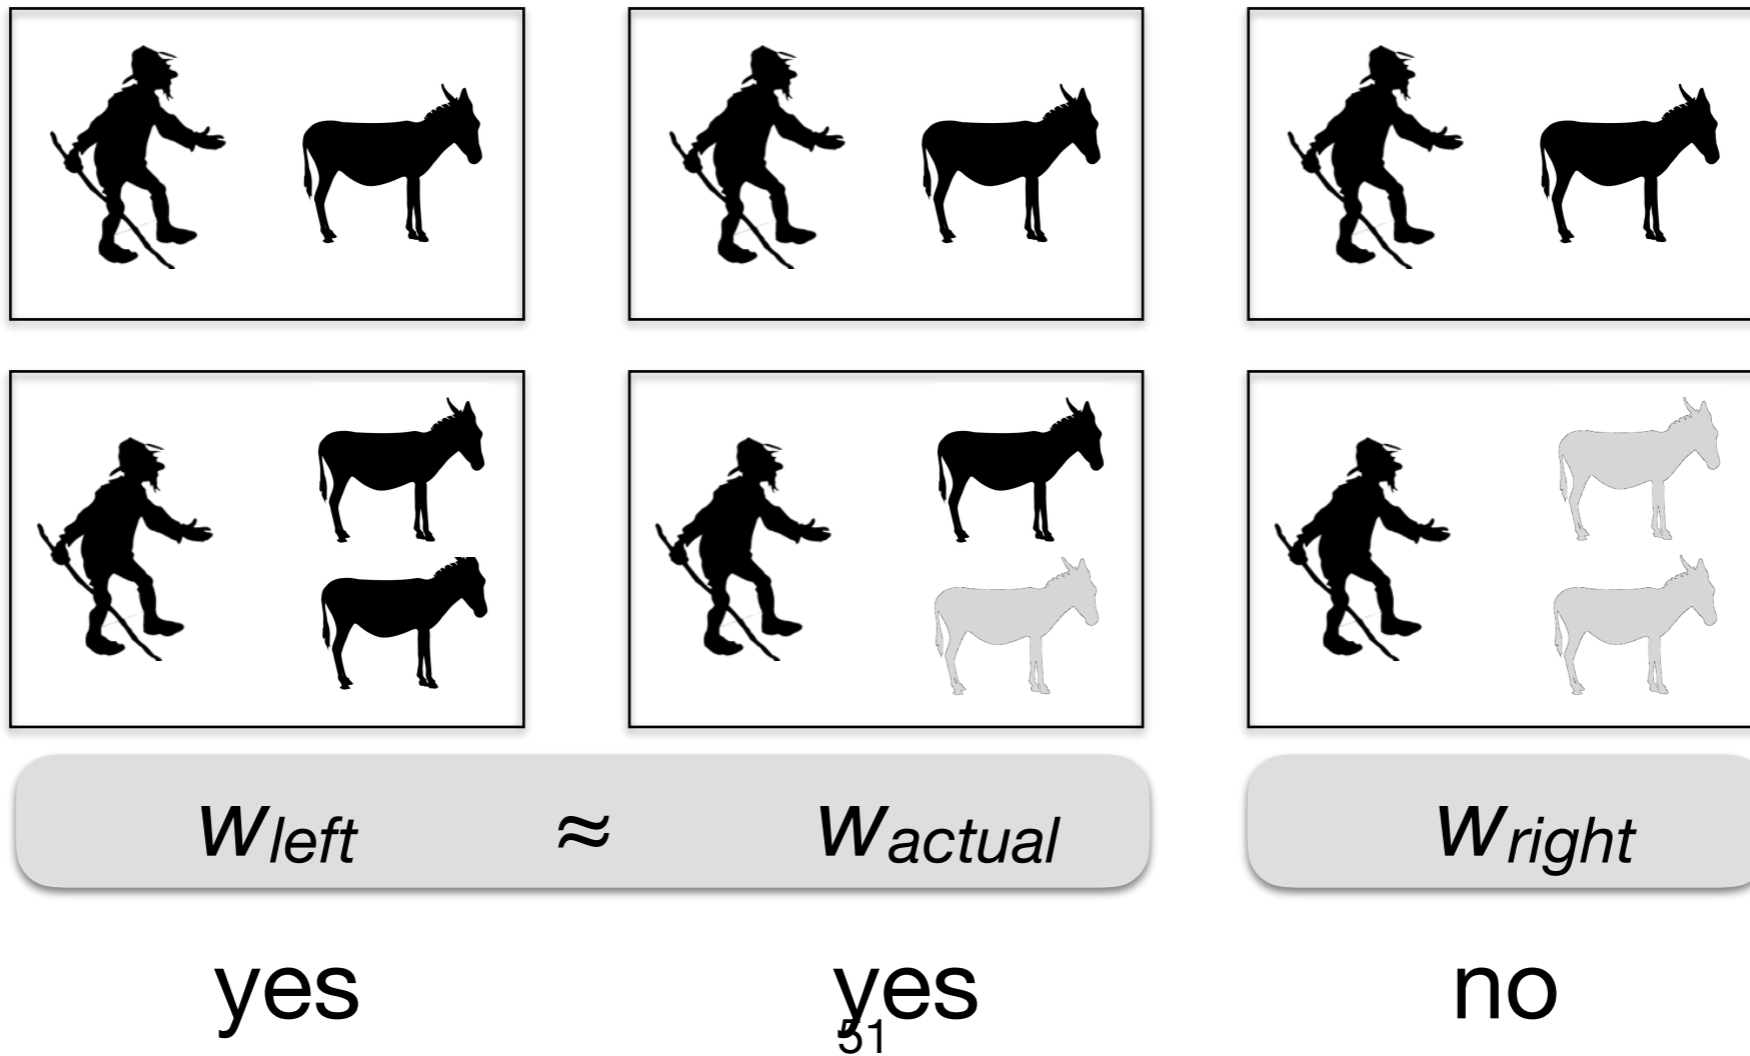 wleft ≈ wactual wright
yes yes no
51